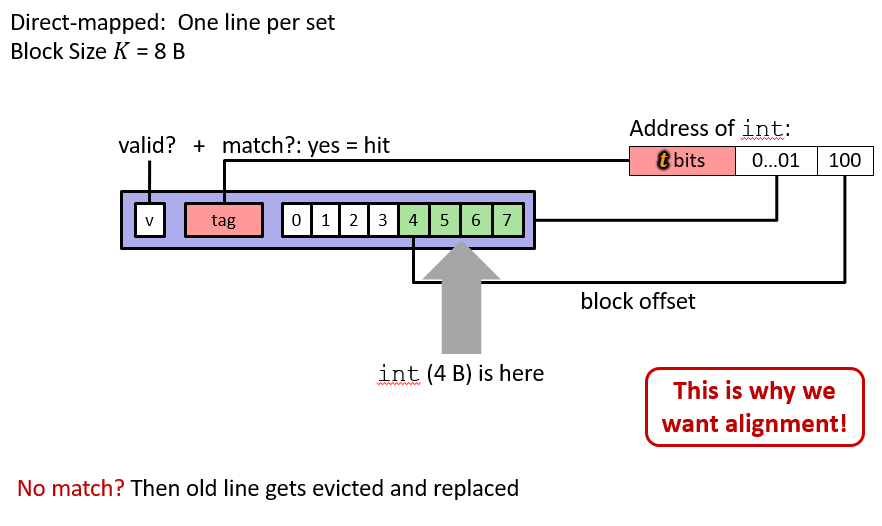 Direct-mapped: One line per set
Block Size K = 8 B
valid? + match?: yes = hit
Address of int:
t bits 0...01 100
v tag 0 1 2 3 4 5 6 7
block offset
int (4 B) is here
This is why we
want alignment!
No match? Then old line gets evicted and replaced